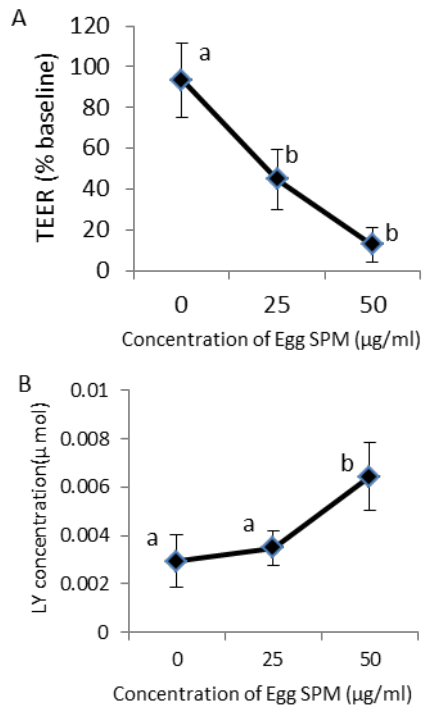 A
120
a
100
80
60
b
40
20
b
0
TEER (% baseline)
0 25 50
Concentration of Egg SPM (µg/ml)
B
0.01
0.008
b
0.006
a
a
0.004
0.002
0
LY concentration(µ mol)
0 25 50
Concentration of Egg SPM (µg/ml)